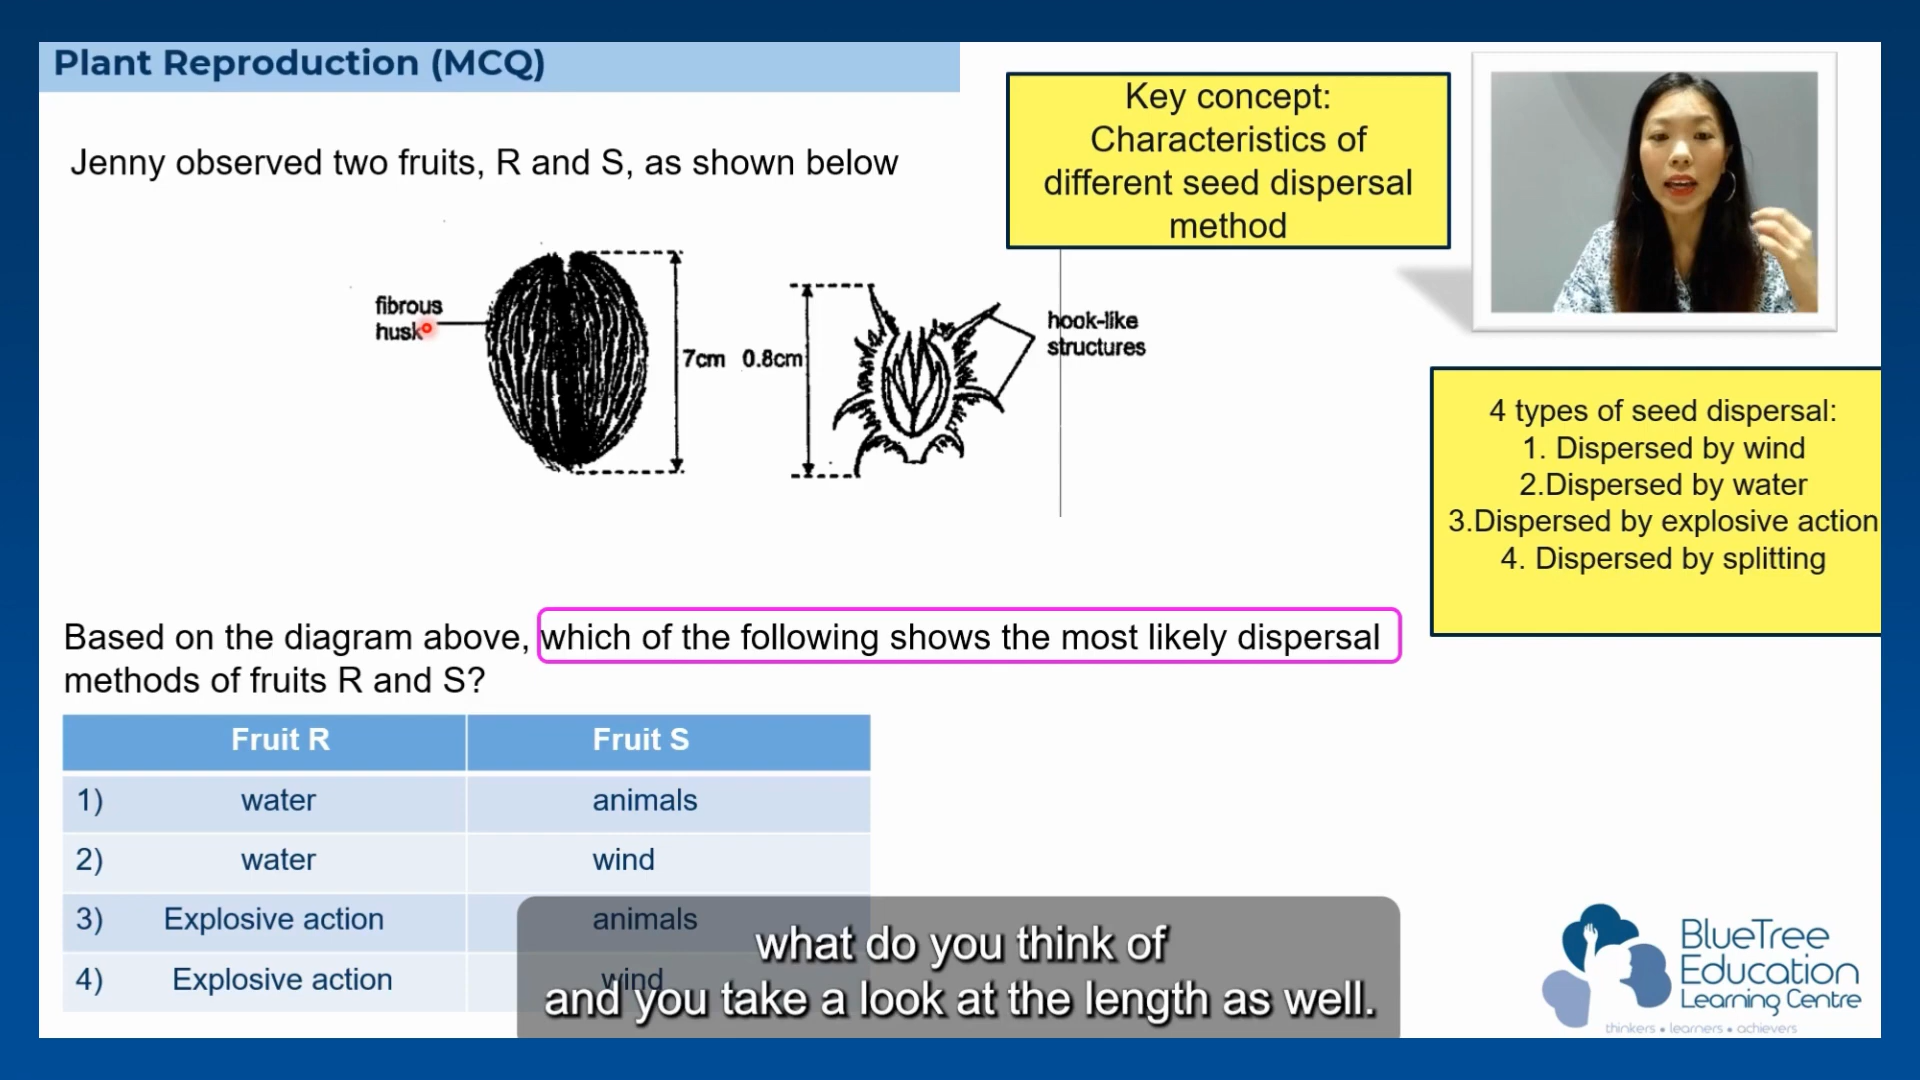 Plant Reproduction (MCQ)
Jenny observed two fruits, R and S, as shown below
Key concept:
Characteristics of
different seed dispersal
method
fibrous
husk
7cm
0.8cm
hook-like
structures
4 types of seed dispersal:
1. Dispersed by wind
2.Dispersed by water
3.Dispersed by explosive action
4. Dispersed by splitting
Based on the diagram above, which of the following shows the most likely dispersal
methods of fruits R and S?
Fruit R Fruit S
1) water animals
2) water wind
3) Explosive action animals
4) Explosive action wind
what do you think of
and you take a look at the length as well.
BlueTree
Education
Learning Centre
thinkers • learners • achievers